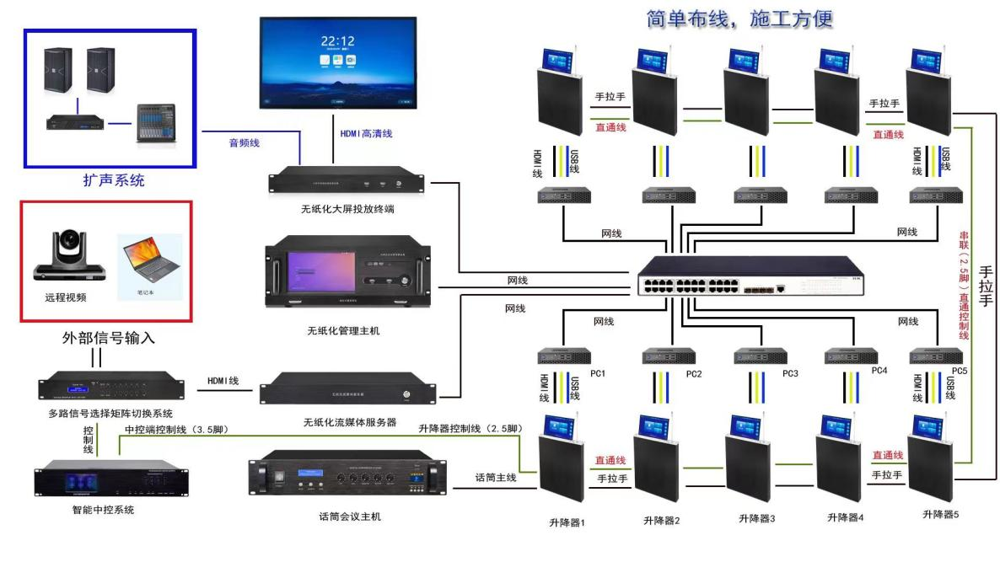 简单布线，施工方便
22:12
手拉手
直通线
手拉手
直通线
HDMI高清线
音频线
扩声系统
HDMI线
USB线
HDMI线
USB线
无纸化大屏投放终端
网线
网线
串联（2.5脚）直通控制线
手拉手
远程视频
笔记本
网线
网线
外部信号输入
无纸化管理主机
网线
网线
PC1
PC2
PC3
PC4
PC5
HDMI线
USB线
HDMI线
USB线
HDMI线
多路信号选择矩阵切换系统
无纸化流媒体服务器
控制线
中控端控制线（3.5脚）
升降器控制线（2.5脚）
直通线
直通线
话筒主线
手拉手
手拉手
智能中控系统
话筒会议主机
升降器1
升降器2
升降器3
升降器4
升降器5